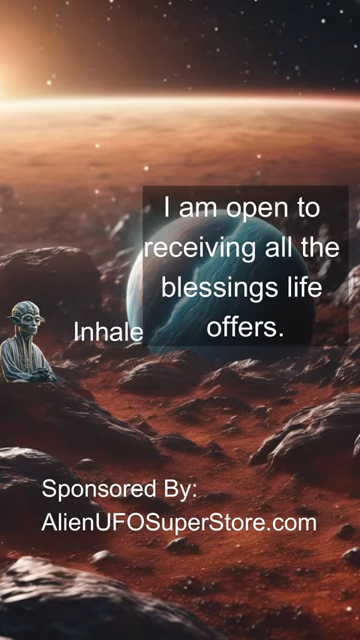 I am open to
receiving all the
blessings life
offers.
Inhale
Sponsored By:
AlienUFOSuperStore.com